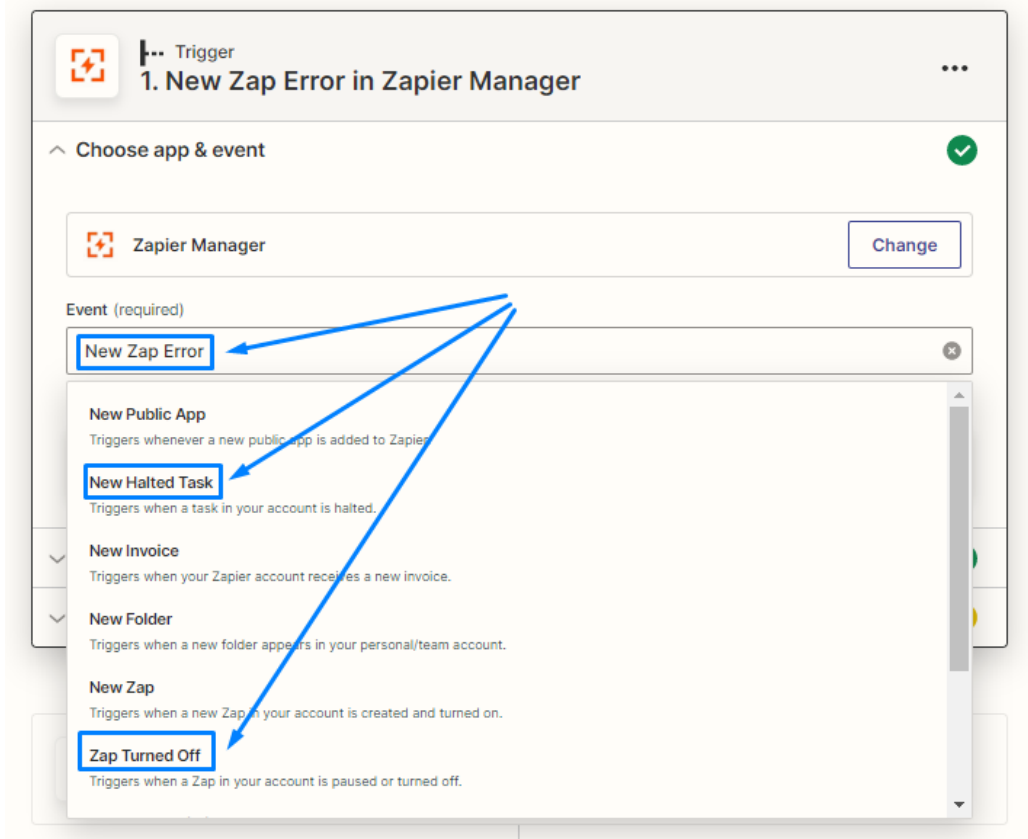 Trigger
1. New Zap Error in Zapier Manager
Choose app & event
Zapier Manager
Change
Event (required)
New Zap Error
New Public App
Triggers whenever a new public app is added to Zapier.
New Halted Task
Triggers when a task in your account is halted.
New Invoice
Triggers when your Zapier account receives a new invoice.
New Folder
Triggers when a new folder appears in your personal/team account.
New Zap
Triggers when a new Zap in your account is created and turned on.
Zap Turned Off
Triggers when a Zap in your account is paused or turned off.